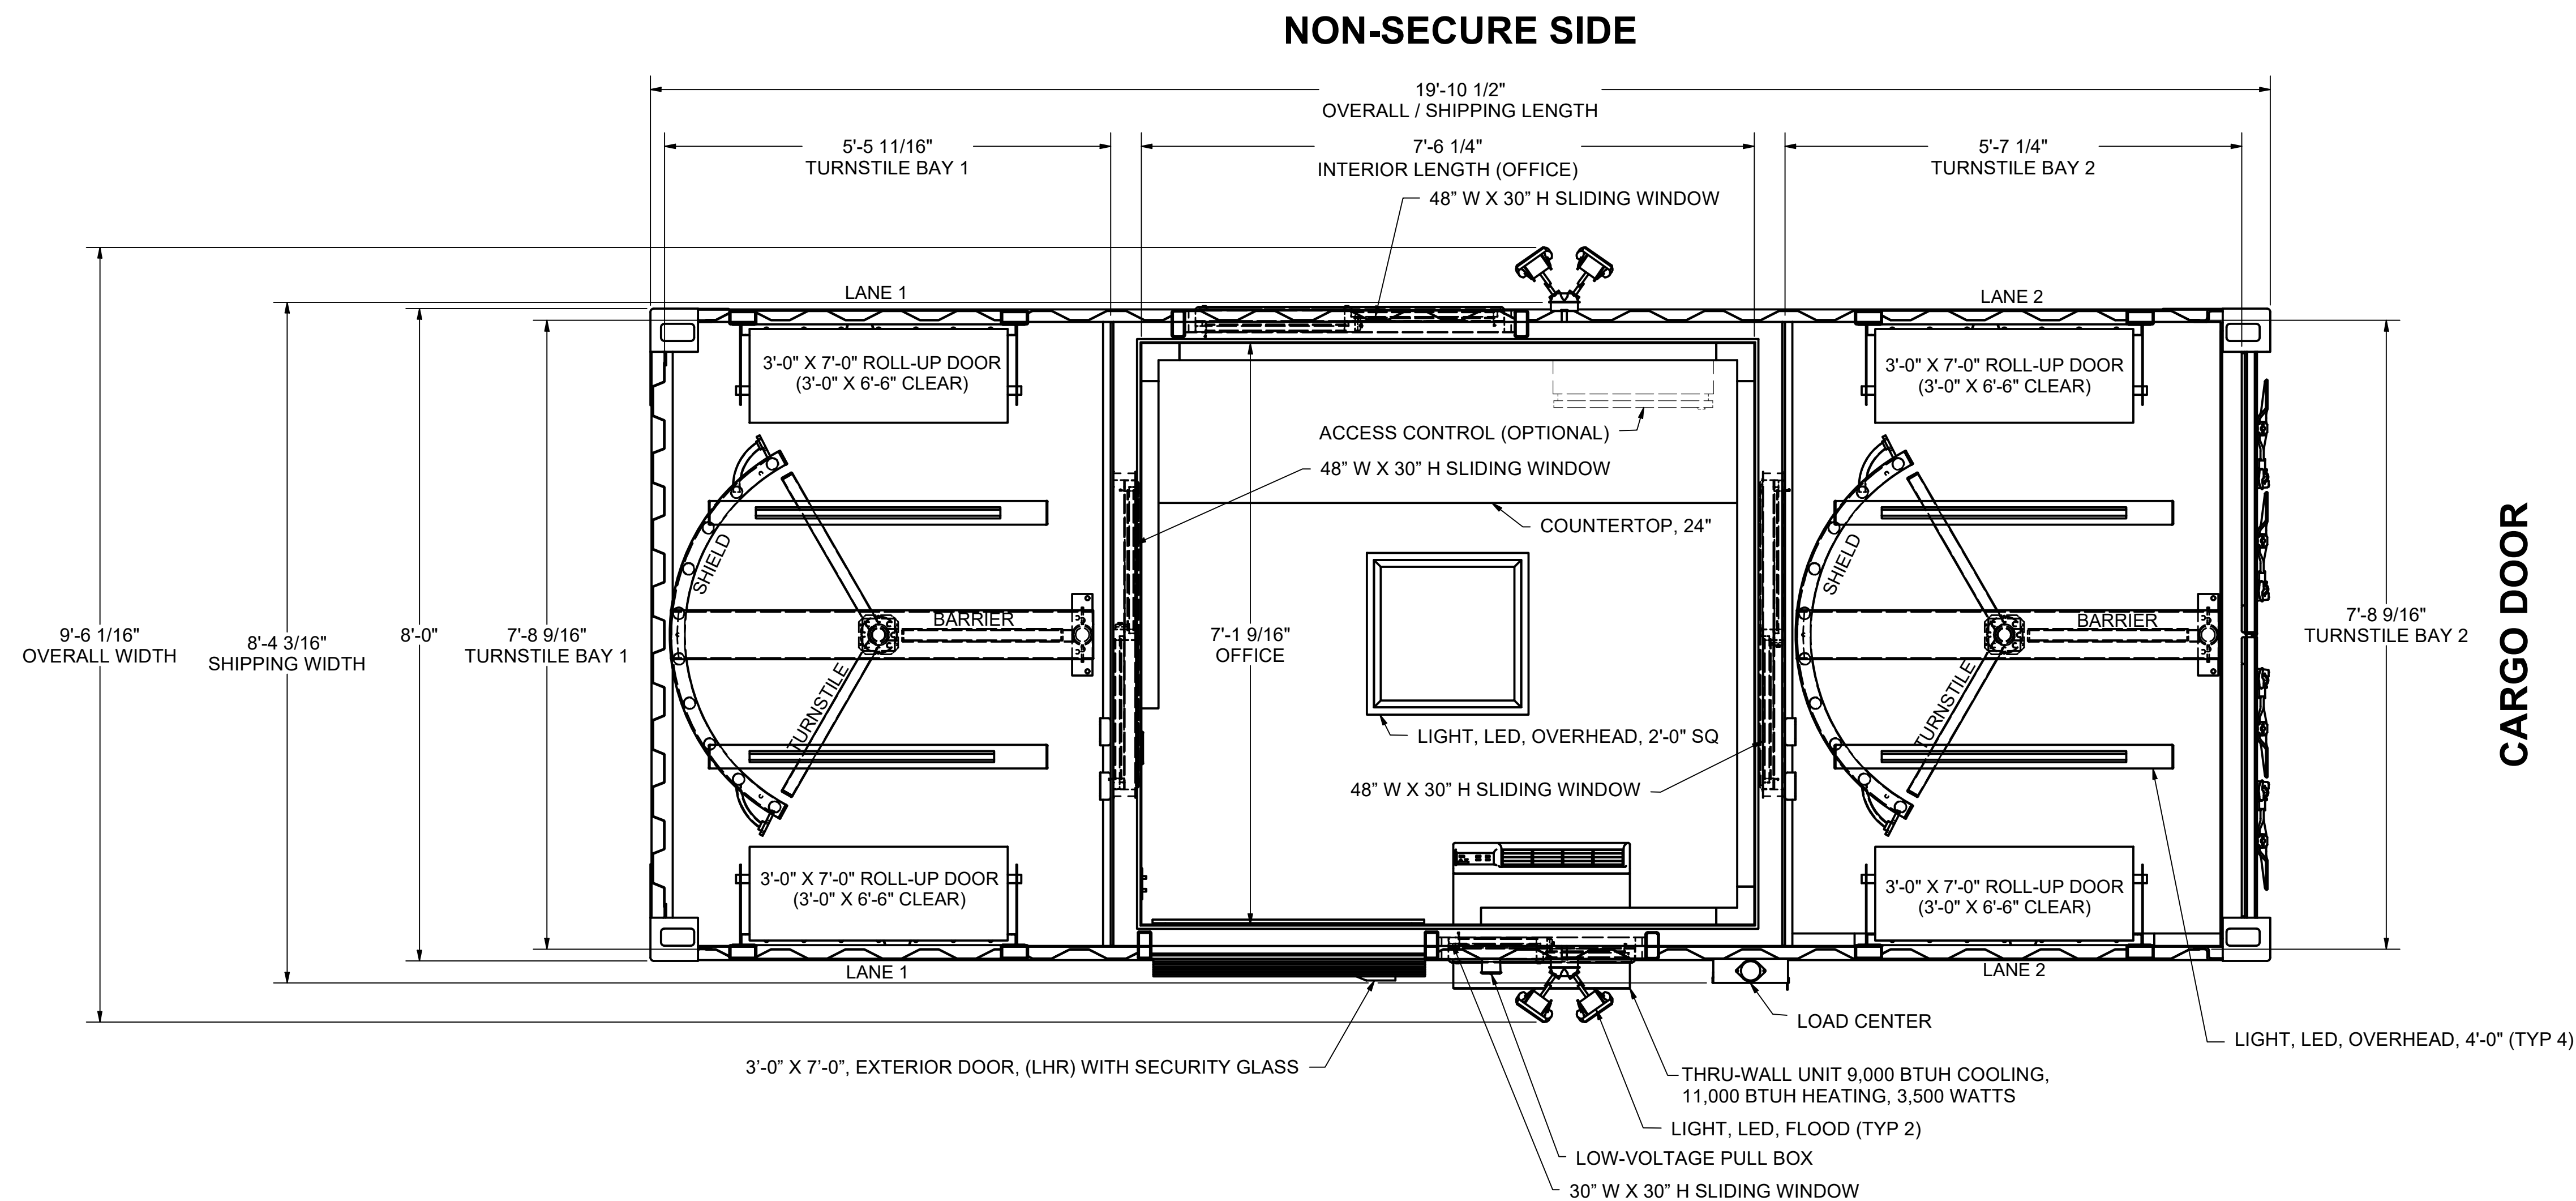 NON-SECURE SIDE
19'-10 1/2"
OVERALL / SHIPPING LENGTH
5'-5 11/16"
TURNSTILE BAY 1
7'-6 1/4"
INTERIOR LENGTH (OFFICE)
5'-7 1/4"
TURNSTILE BAY 2
48” W X 30” H SLIDING WINDOW
LANE 1
LANE 2
3'-0" X 7'-0" ROLL-UP DOOR
(3'-0" X 6'-6" CLEAR)
3'-0" X 7'-0" ROLL-UP DOOR
(3'-0" X 6'-6" CLEAR)
ACCESS CONTROL (OPTIONAL)
48” W X 30” H SLIDING WINDOW
COUNTERTOP, 24"
SHIELD
SHIELD
BARRIER
BARRIER
9'-6 1/16"
OVERALL WIDTH
8'-4 3/16"
SHIPPING WIDTH
8'-0"
7'-8 9/16"
TURNSTILE BAY 1
7'-1 9/16"
OFFICE
7'-8 9/16"
TURNSTILE BAY 2
CARGO DOOR
TURNSTILE
TURNSTILE
LIGHT, LED, OVERHEAD, 2'-0" SQ
48” W X 30” H SLIDING WINDOW
3'-0" X 7'-0" ROLL-UP DOOR
(3'-0" X 6'-6" CLEAR)
3'-0" X 7'-0" ROLL-UP DOOR
(3'-0" X 6'-6" CLEAR)
LANE 1
LANE 2
LOAD CENTER
LIGHT, LED, OVERHEAD, 4'-0" (TYP 4)
3’-0” X 7’-0”, EXTERIOR DOOR, (LHR) WITH SECURITY GLASS
THRU-WALL UNIT 9,000 BTUH COOLING,
11,000 BTUH HEATING, 3,500 WATTS
LIGHT, LED, FLOOD (TYP 2)
LOW-VOLTAGE PULL BOX
30” W X 30” H SLIDING WINDOW